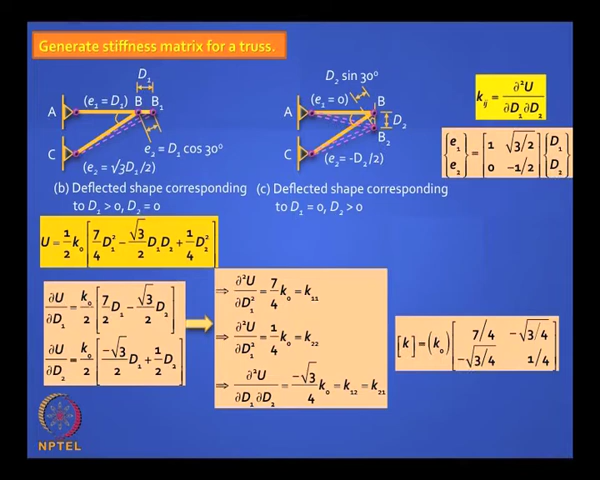 Generate stiffness matrix for a truss.
D₁
(e₁ = D₁)
B B₁
A
C
e₂ = D₁ cos 30°
(e₂ = √3D₁/2)
(b) Deflected shape corresponding
to D₁ > 0, D₂ = 0
D₂ sin 30°
(e₁ = 0)
B
A
D₂
B₂
C
(e₂= -D₂/2)
(c) Deflected shape corresponding
to D₁ = 0, D₂ > 0
kᵢⱼ = ∂²U / ∂D₁∂D₂
{e₁ e₂} = [1 √3/2; 0 -1/2] {D₁ D₂}
U = 1/2 k₀ [7/4 D₁² − √3/2 D₁D₂ + 1/4 D₂²]
∂U/∂D₁ = k₀/2 [7/2 D₁ − √3/2 D₂]
∂U/∂D₂ = k₀/2 [−√3/2 D₁ + 1/2 D₂]
⇒ ∂²U/∂D₁² = 7/4 k₀ = k₁₁
⇒ ∂²U/∂D₁² = 1/4 k₀ = k₂₂
⇒ ∂²U/∂D₁∂D₂ = −√3/4 k₀ = k₁₂ = k₂₁
[k] = (k₀) [7/4 −√3/4; −√3/4 1/4]
NPTEL